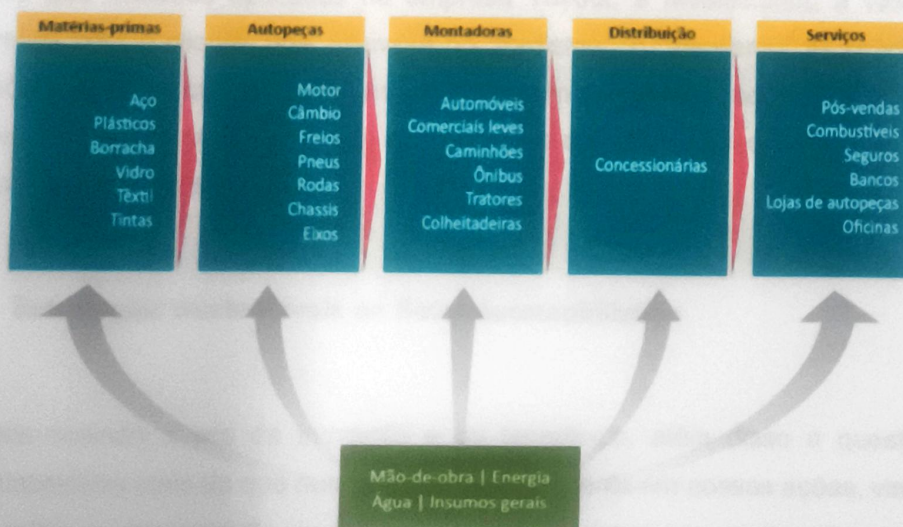 Matérias-primas
Aço
Plásticos
Borracha
Vidro
Têxtil
Tintas
Autopeças
Motor
Câmbio
Freios
Pneus
Rodas
Chassis
Eixos
Montadoras
Automóveis
Comerciais leves
Caminhões
Ônibus
Tratores
Colheitadeiras
Distribuição
Concessionárias
Serviços
Pós-vendas
Combustíveis
Seguros
Bancos
Lojas de autopeças
Oficinas
Mão-de-obra | Energia
Água | Insumos gerais